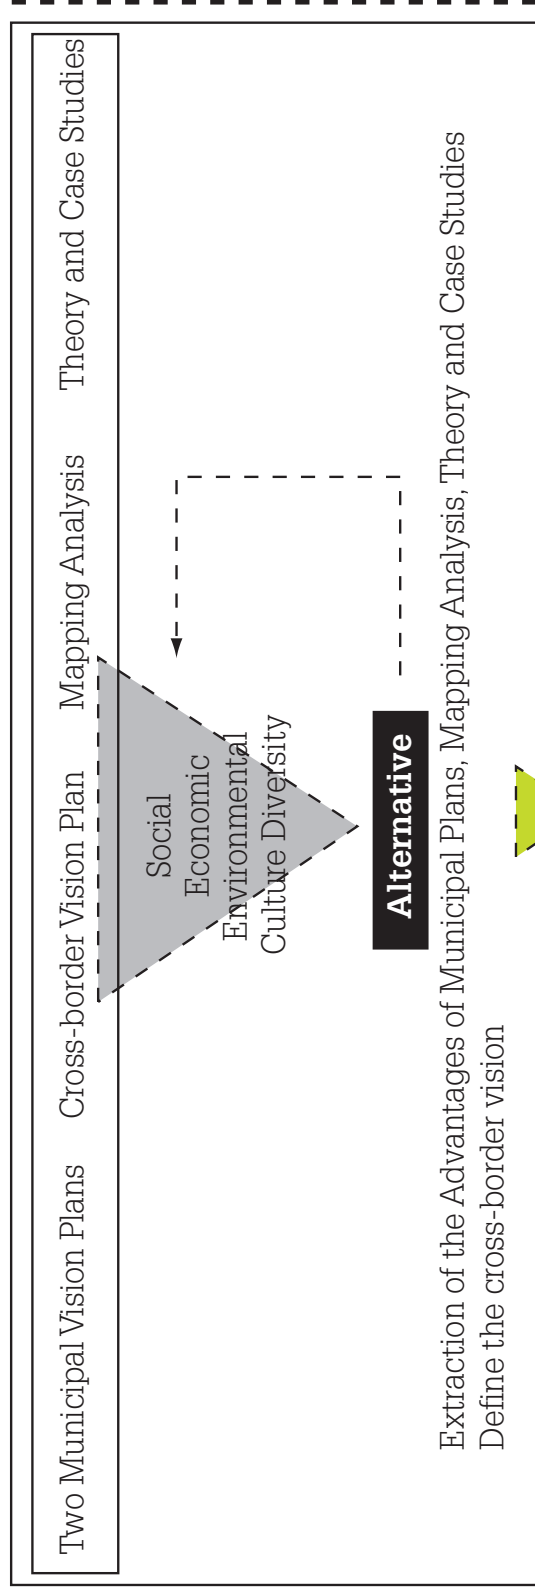 Two Municipal Vision Plans Cross-border Vision Plan Mapping Analysis Theory and Case Studies
Social
Economic
Environmental
Culture Diversity
Alternative
Extraction of the Advantages of Municipal Plans, Mapping Analysis, Theory and Case Studies
Define the cross-border vision